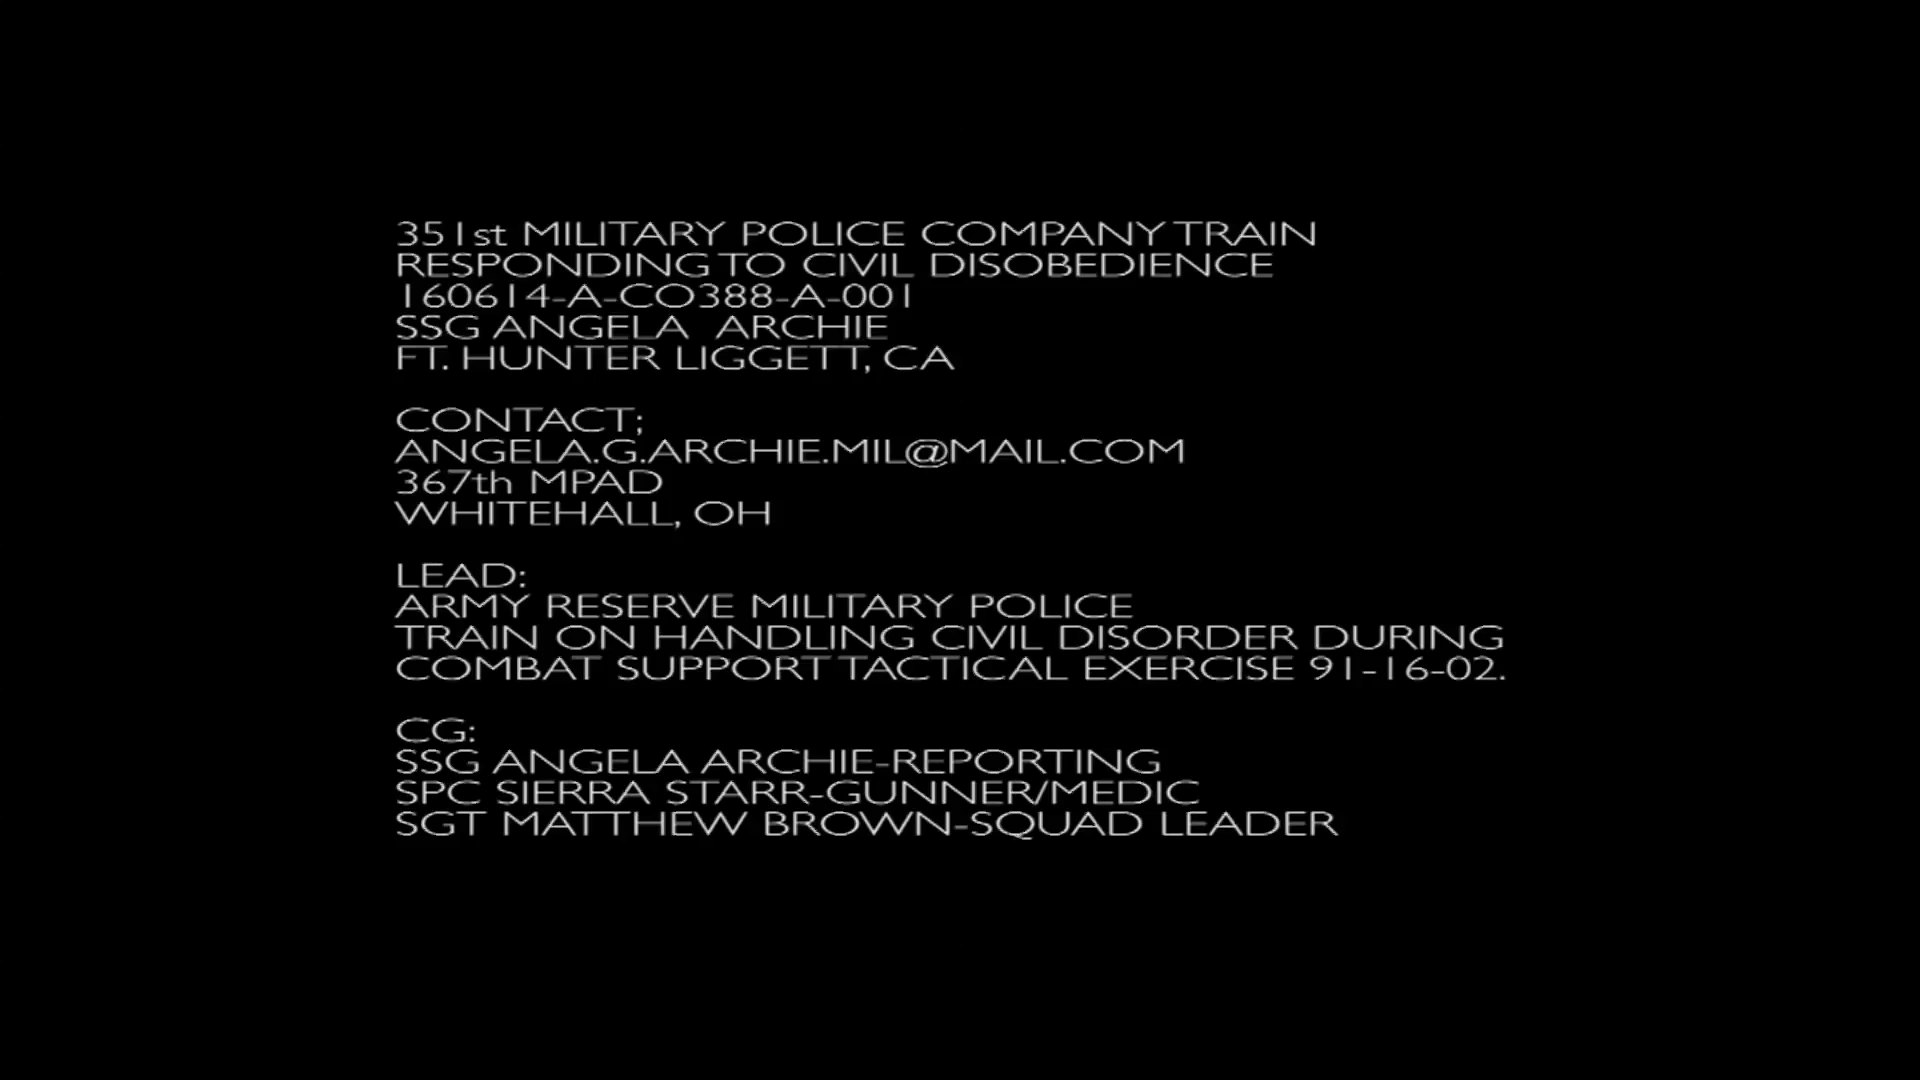 351st MILITARY POLICE COMPANY TRAIN
RESPONDING TO CIVIL DISOBEDIENCE
160614-A-CO388-A-001
SSG ANGELA  ARCHIE
FT. HUNTER LIGGETT, CA
CONTACT;
ANGELA.G.ARCHIE.MIL@MAIL.COM
367th MPAD
WHITEHALL, OH
LEAD:
ARMY RESERVE MILITARY POLICE
TRAIN ON HANDLING CIVIL DISORDER DURING
COMBAT SUPPORT TACTICAL EXERCISE 91-16-02.
CG:
SSG ANGELA ARCHIE-REPORTING
SPC SIERRA STARR-GUNNER/MEDIC
SGT MATTHEW BROWN-SQUAD LEADER